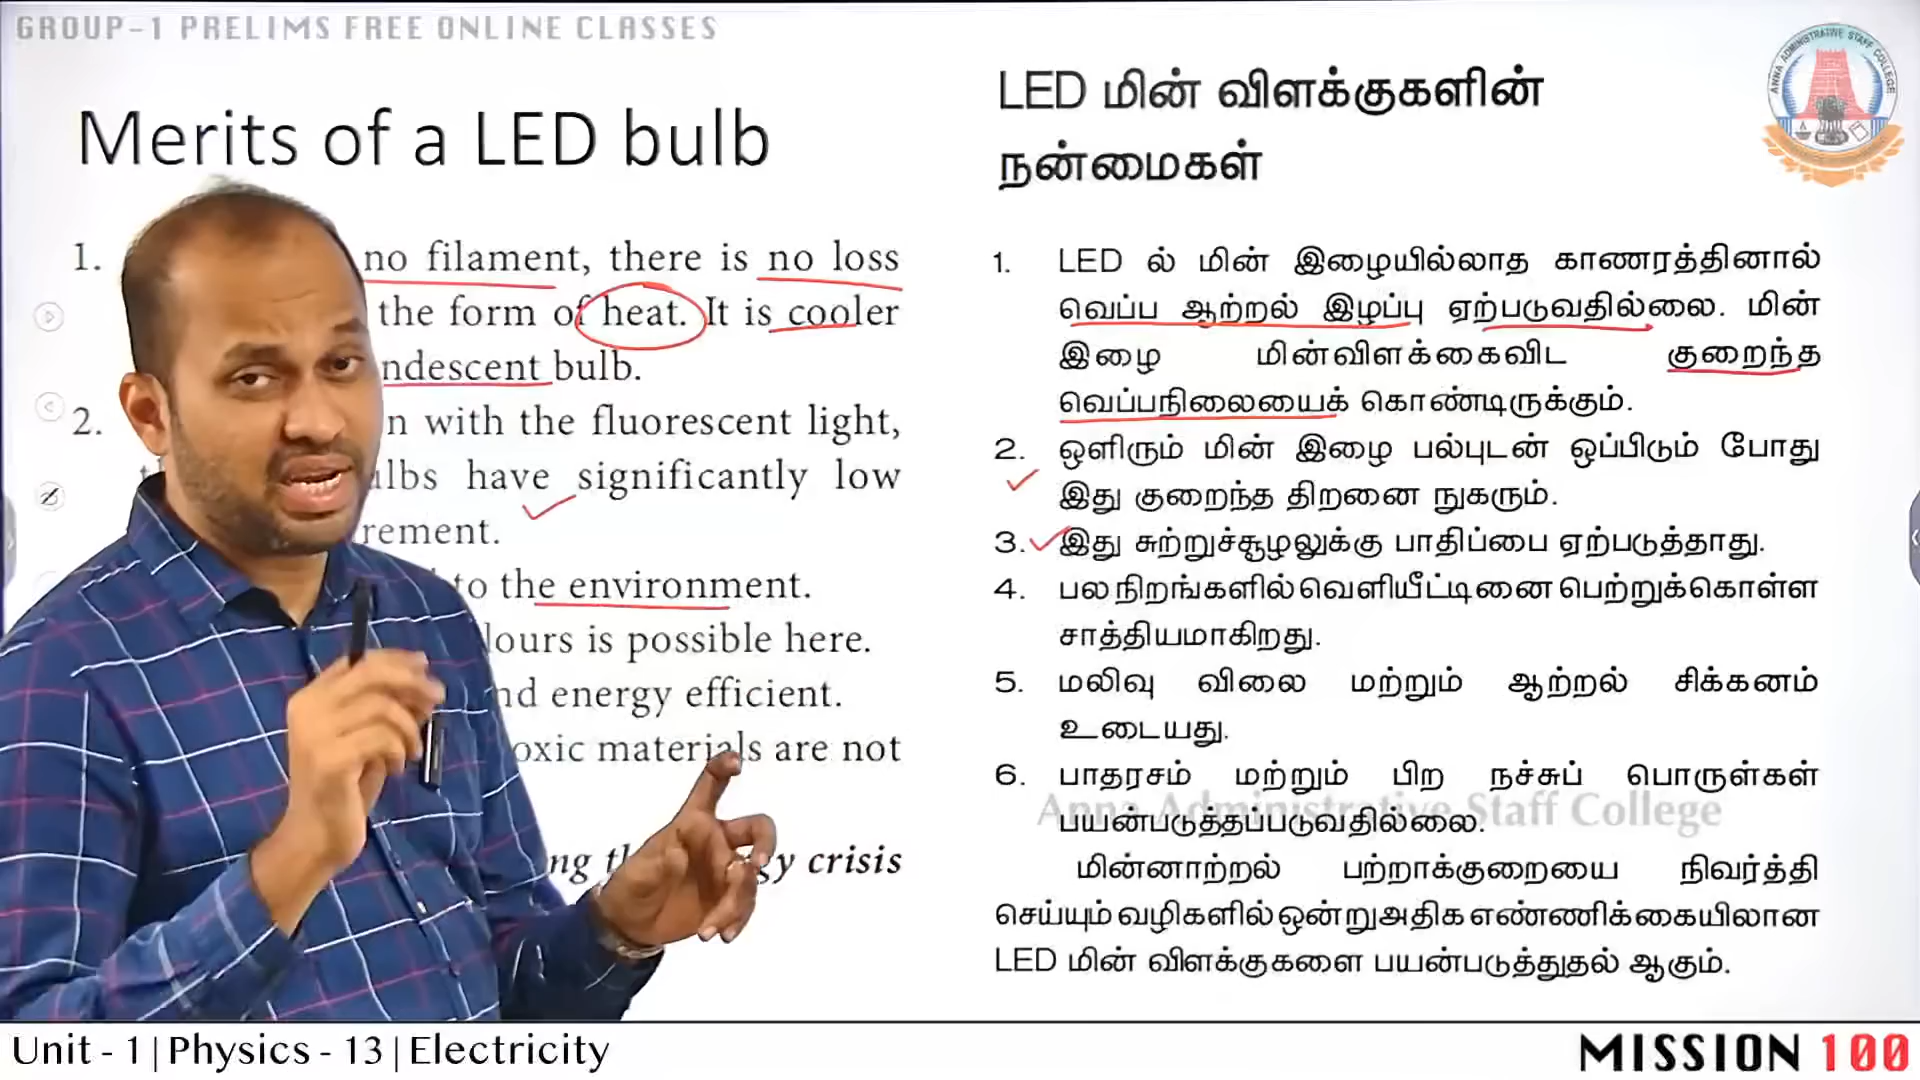 GROUP-1 PRELIMS FREE ONLINE CLASSES
Merits of a LED bulb
1. no filament, there is no loss
the form of heat. It is cooler
ndescent bulb.
2. n with the fluorescent light,
lbs have significantly low
rement.
to the environment.
lours is possible here.
nd energy efficient.
oxic materials are not
crisis
LED மின் விளக்குகளின்
நன்மைகள்
1. LED ல் மின் இழையில்லாத காணரத்தினால்
வெப்ப ஆற்றல் இழப்பு ஏற்படுவதில்லை. மின்
இழை மின்விளக்கைவிட குறைந்த
வெப்பநிலையைக் கொண்டிருக்கும்.
2. ஒளிரும் மின் இழை பல்புடன் ஒப்பிடும் போது
இது குறைந்த திறனை நுகரும்.
3. இது சுற்றுச்சூழலுக்கு பாதிப்பை ஏற்படுத்தாது.
4. பல நிறங்களில் வெளியீட்டினை பெற்றுக்கொள்ள
சாத்தியமாகிறது.
5. மலிவு விலை மற்றும் ஆற்றல் சிக்கனம்
உடையது.
6. பாதரசம் மற்றும் பிற நச்சுப் பொருள்கள்
Anna Administrative Staff College
பயன்படுத்தப்படுவதில்லை.
மின்னாற்றல் பற்றாக்குறையை நிவர்த்தி
செய்யும் வழிகளில் ஒன்று அதிக எண்ணிக்கையிலான
LED மின் விளக்குகளை பயன்படுத்துதல் ஆகும்.
ANNA ADMINISTRATIVE STAFF COLLEGE
Unit - 1 | Physics - 13 | Electricity
MISSION 100